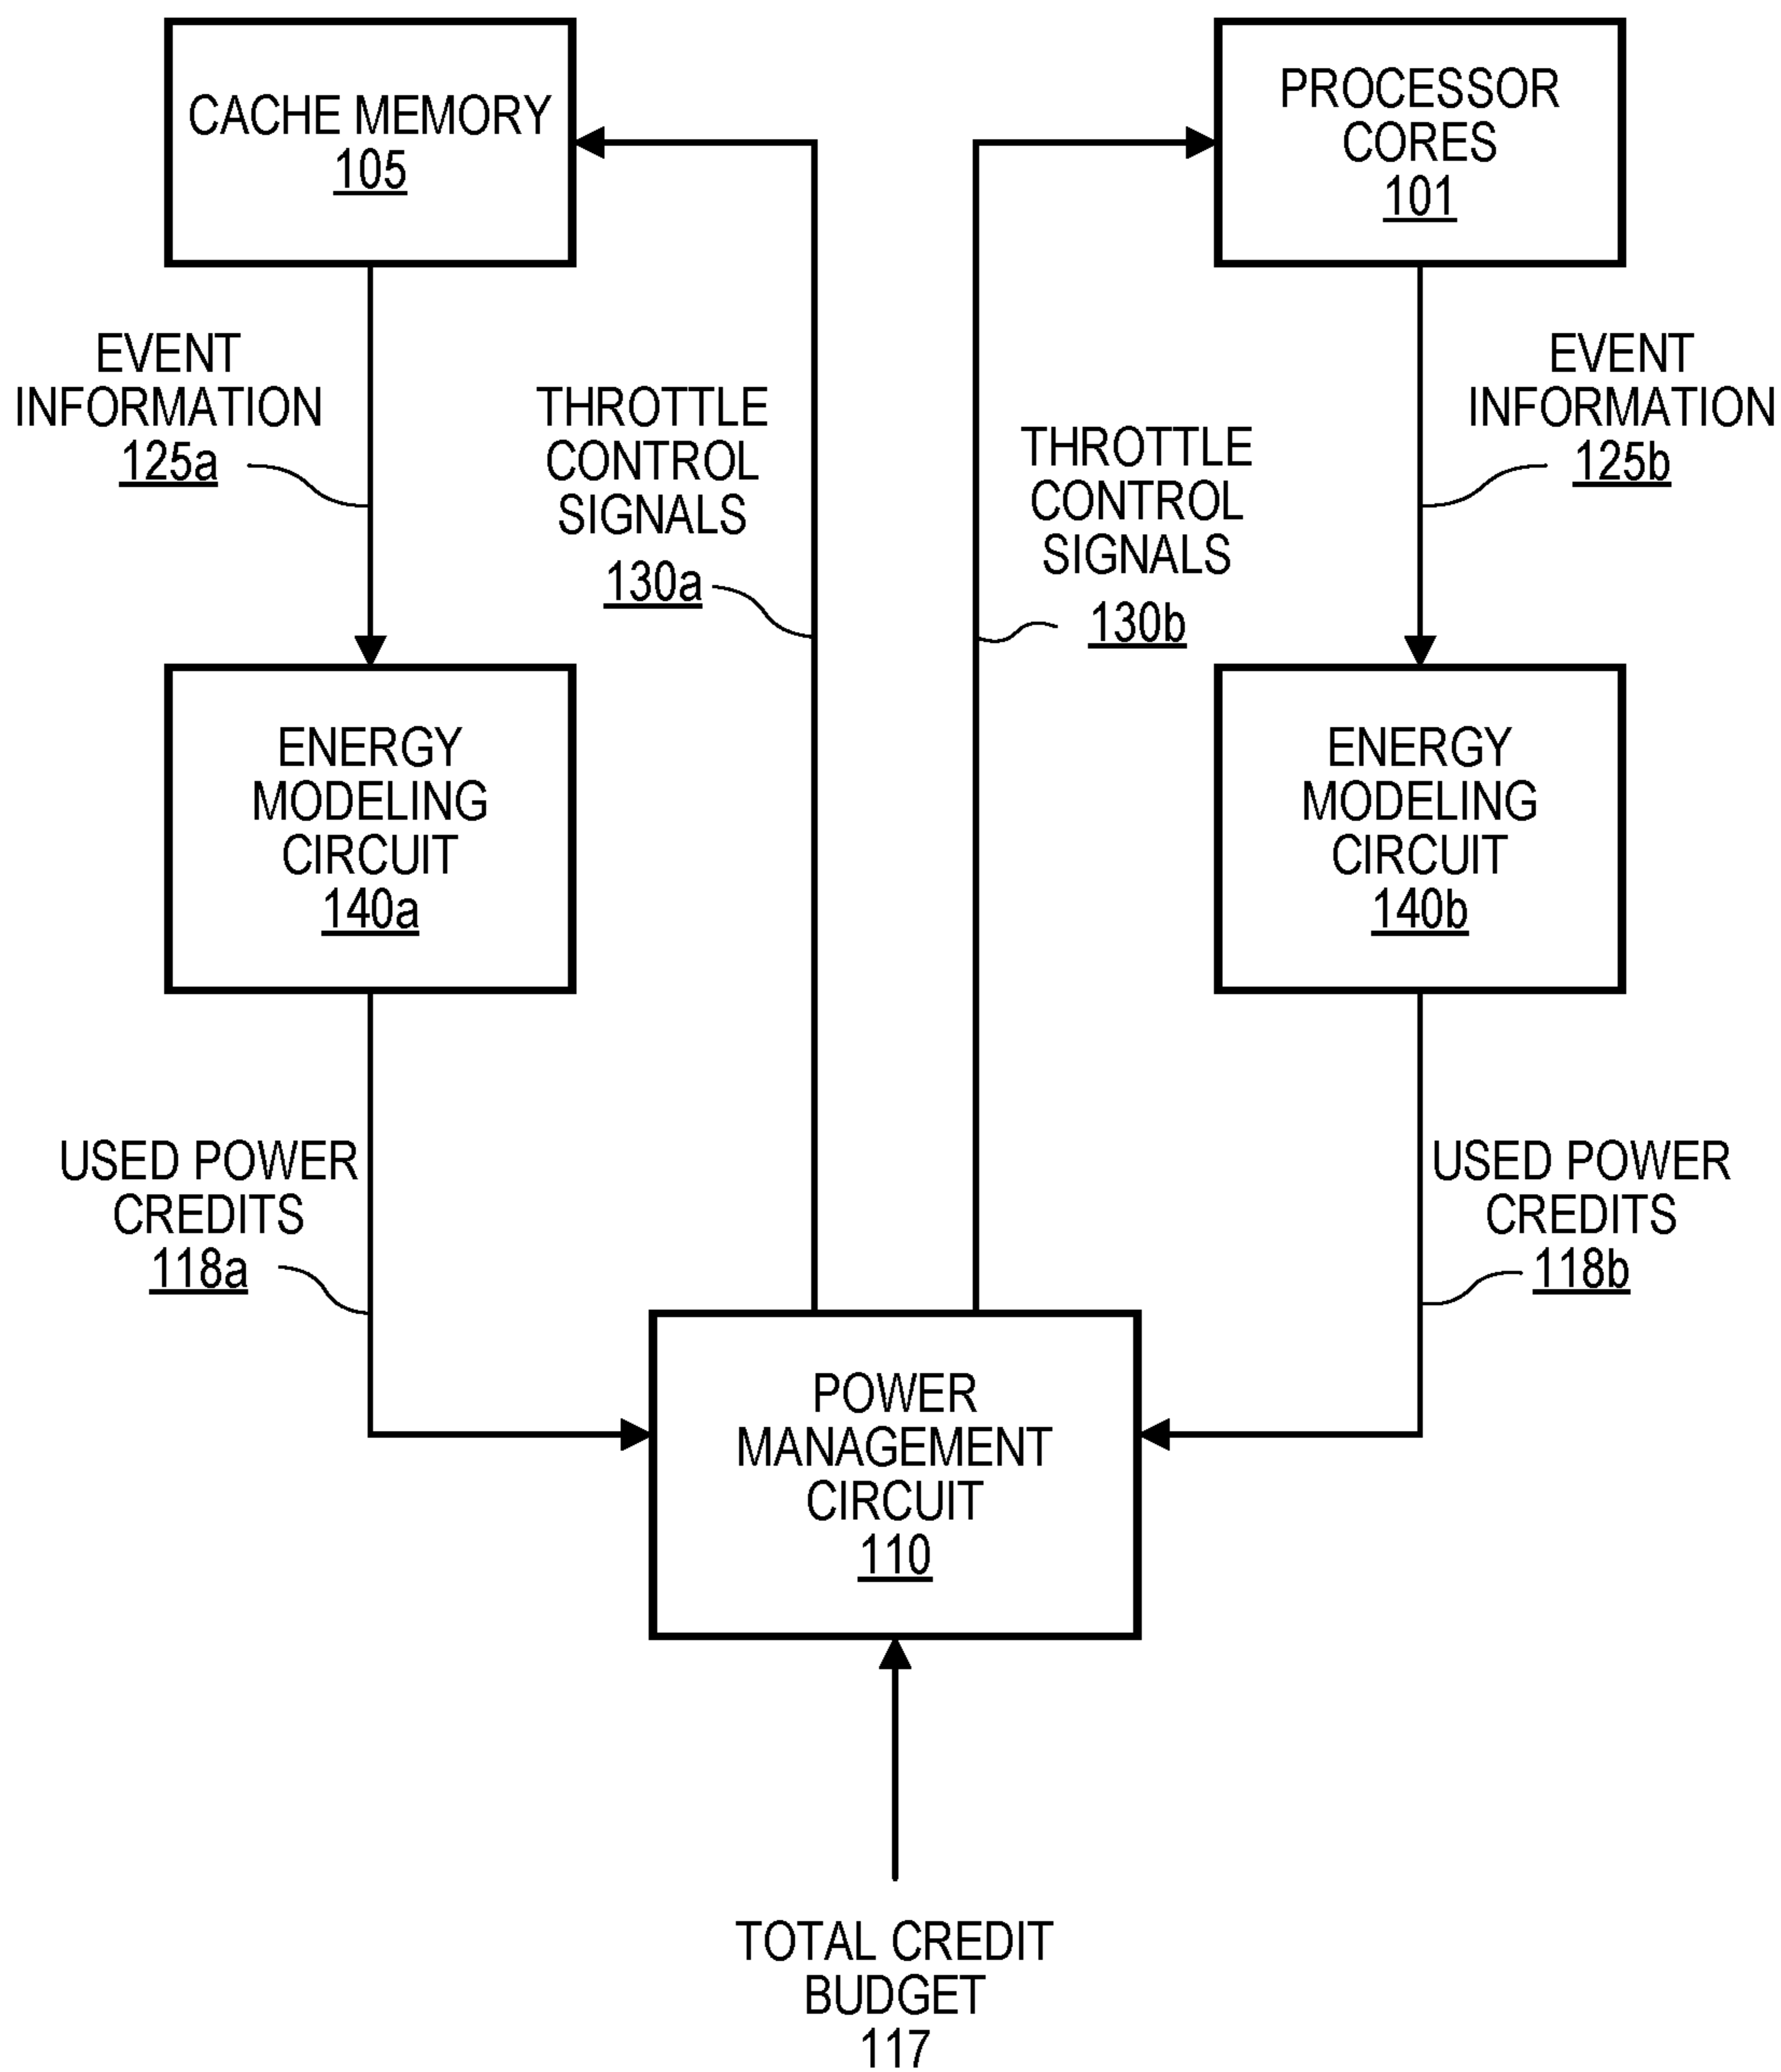 CACHE MEMORY
105
PROCESSOR
CORES
101
EVENT
INFORMATION
125a
THROTTLE
CONTROL
SIGNALS
130a
THROTTLE
CONTROL
SIGNALS
130b
EVENT
INFORMATION
125b
ENERGY
MODELING
CIRCUIT
140a
ENERGY
MODELING
CIRCUIT
140b
USED POWER
CREDITS
118a
USED POWER
CREDITS
118b
POWER
MANAGEMENT
CIRCUIT
110
TOTAL CREDIT
BUDGET
117